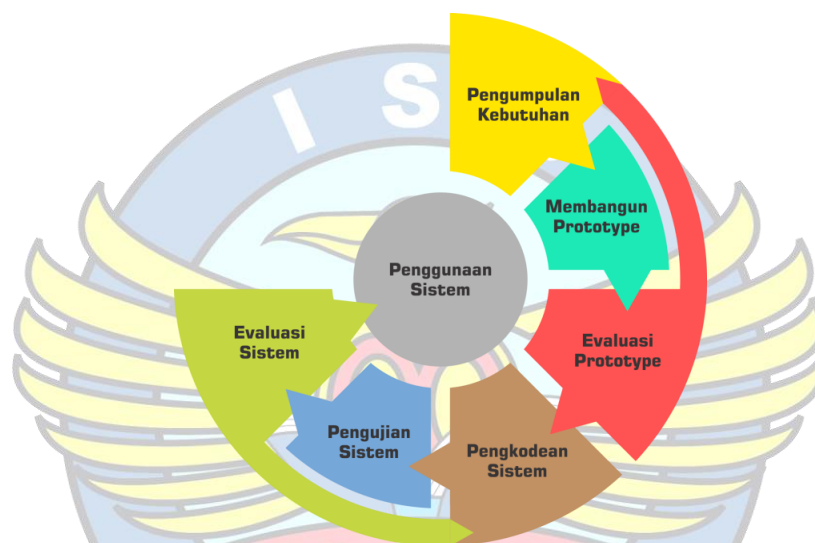 I S
Pengumpulan
Kebutuhan
Membangun
Prototype
Penggunaan
Sistem
Evaluasi
Prototype
Evaluasi
Sistem
Pengujian
Sistem
Pengkodean
Sistem